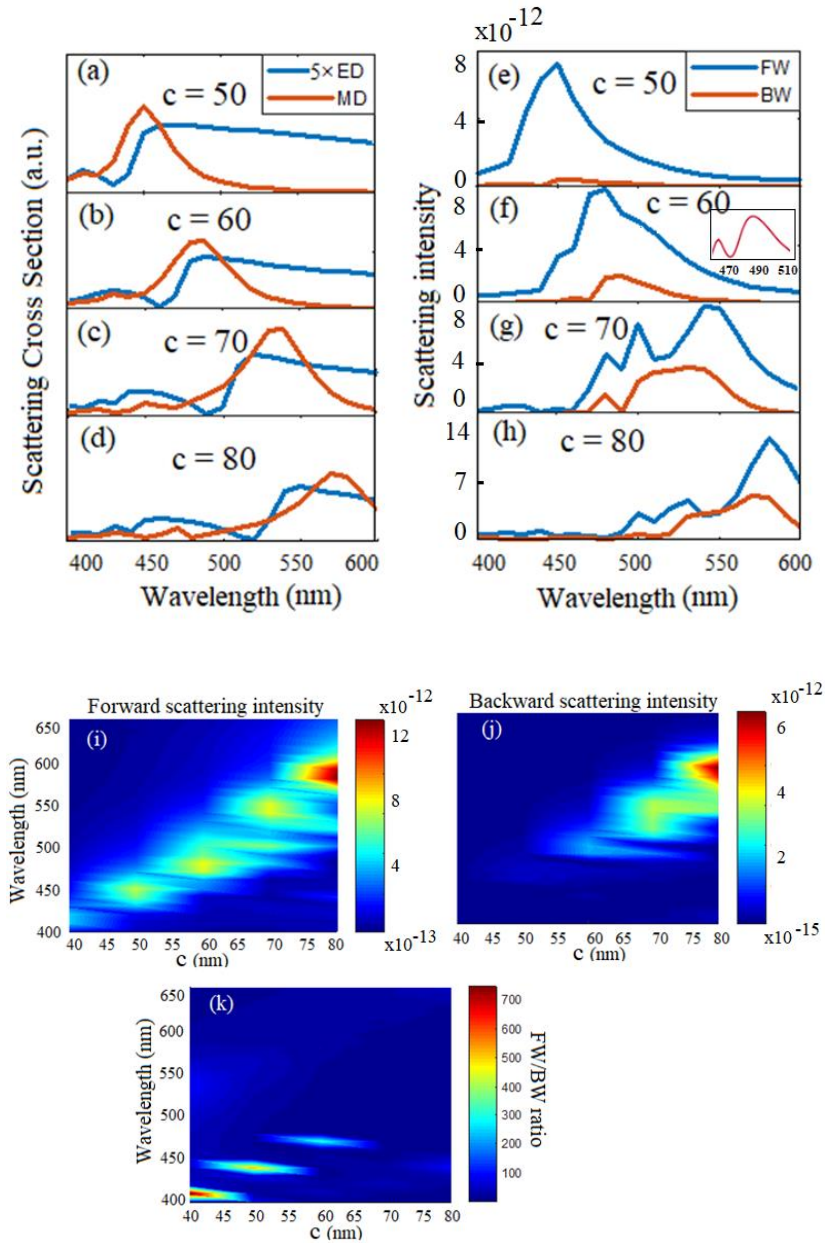 x10-12
(a)
5× ED
MD
c = 50
(b)
c = 60
(c)
c = 70
(d)
c = 80
400 450 500 550 600
Wavelength (nm)
Scattering Cross Section (a.u.)
(e)
c = 50
FW
BW
8
4
0
(f)
c = 60
470 490 510
8
4
0
(g)
c = 70
8
4
0
(h)
c = 80
14
7
0
400 450 500 550 600
Wavelength (nm)
Scattering intensity
Forward scattering intensity
x10-12
(i)
650
600
550
500
450
400
Wavelength (nm)
40 45 50 55 60 65 70 75 80
c (nm)
12
8
4
x10-13
Backward scattering intensity
x10-12
(j)
40 45 50 55 60 65 70 75 80
c (nm)
6
4
2
x10-15
(k)
650
600
550
500
450
400
Wavelength (nm)
40 45 50 55 60 65 70 75 80
c (nm)
700
600
500
400
300
200
100
FW/BW ratio